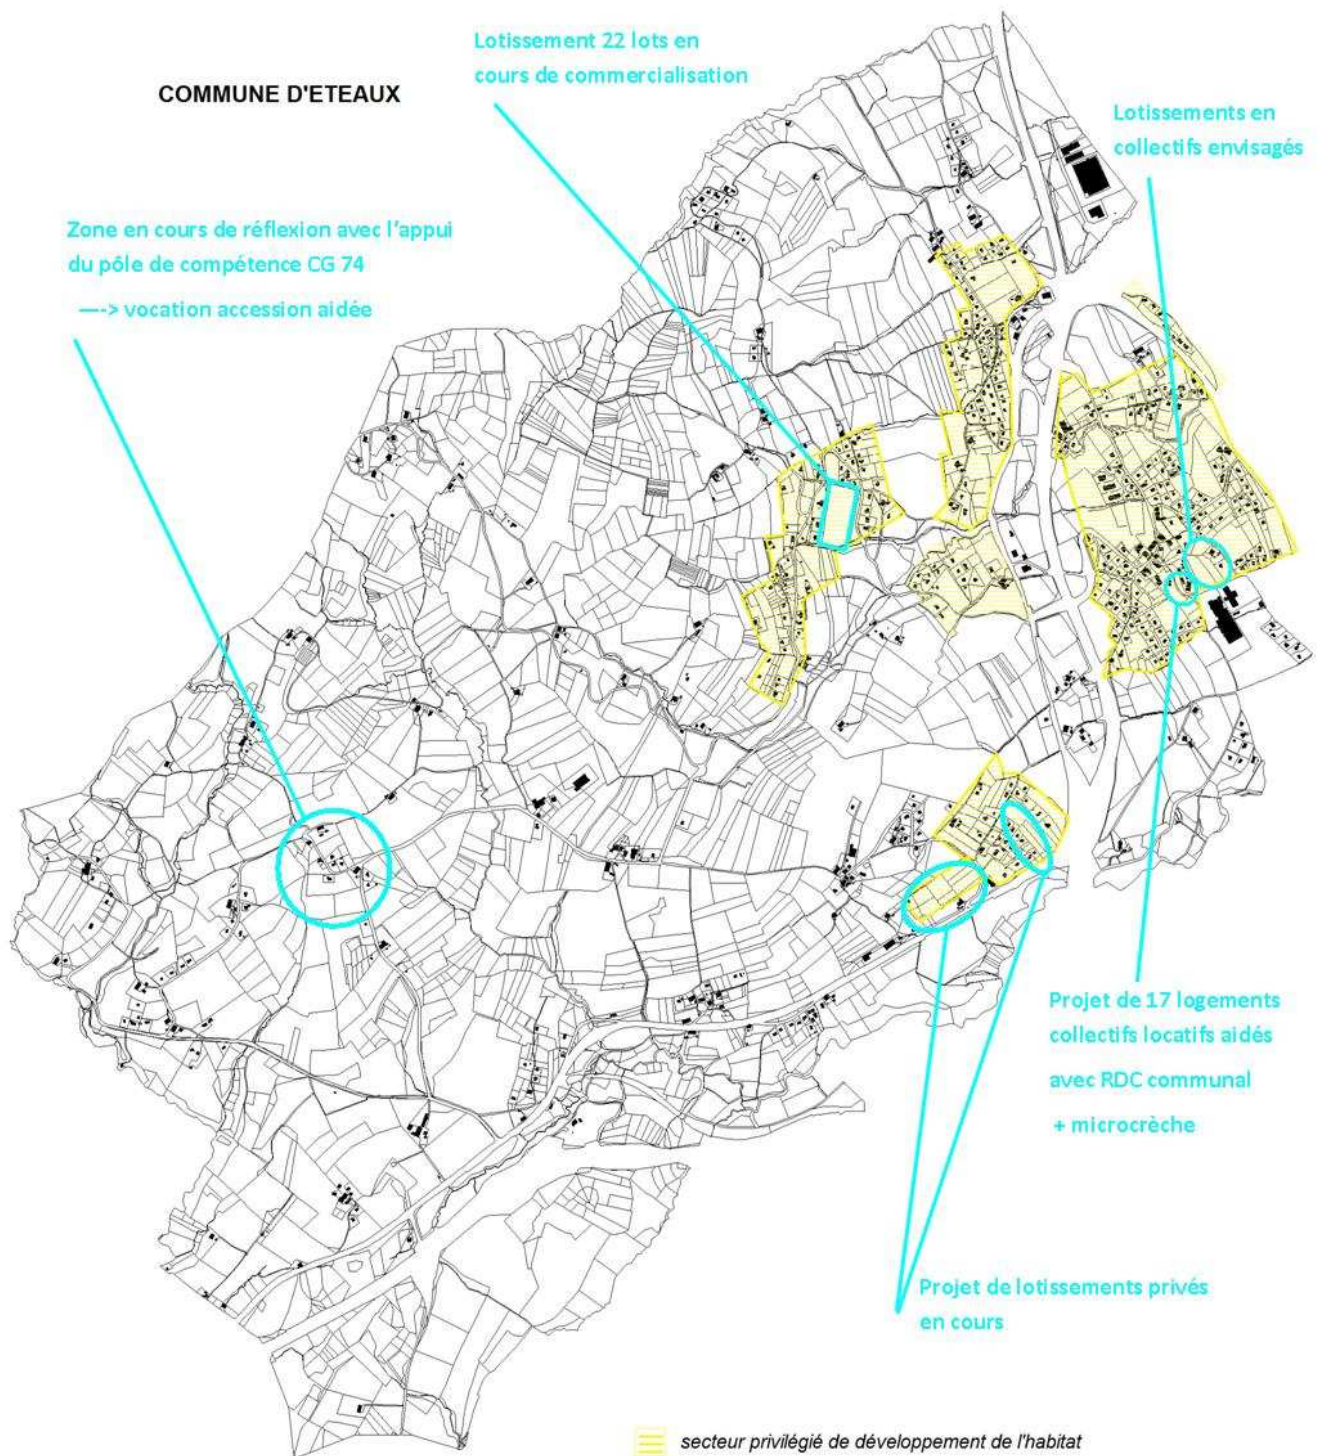 Lotissement 22 lots en
cours de commercialisation
COMMUNE D'ETEAUX
Lotissements en
collectifs envisagés
Zone en cours de réflexion avec l'appui
du pôle de compétence CG 74
----> vocation accession aidée
Projet de 17 logements
collectifs locatifs aidés
avec RDC communal
+ microcrèche
Projet de lotissements privés
en cours
secteur privilégié de développement de l'habitat